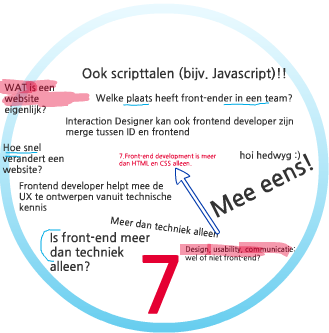 Ook scripttalen (bijv. Javascript)!!
WAT is een
website
eigenlijk?
Welke plaats heeft front-ender in een team?
Interaction Designer kan ook frontend developer zijn
merge tussen ID en frontend
Hoe snel
verandert een
website?
7.Front-end development is meer
dan HTML en CSS alleen.
hoi hedwyg :)
Mee eens!
Frontend developer helpt mee de
UX te ontwerpen vanuit technische
kennis
Meer dan techniek alleen
Is front-end meer
dan techniek
alleen?
Design, usability, communicatie:
wel of niet front-end?
7